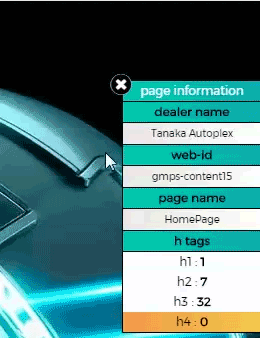 page information
dealer name
Tanaka Autoplex
web-id
gmps-content15
page name
HomePage
h tags
h1 : 1
h2 : 7
h3 : 32
h4 : 0